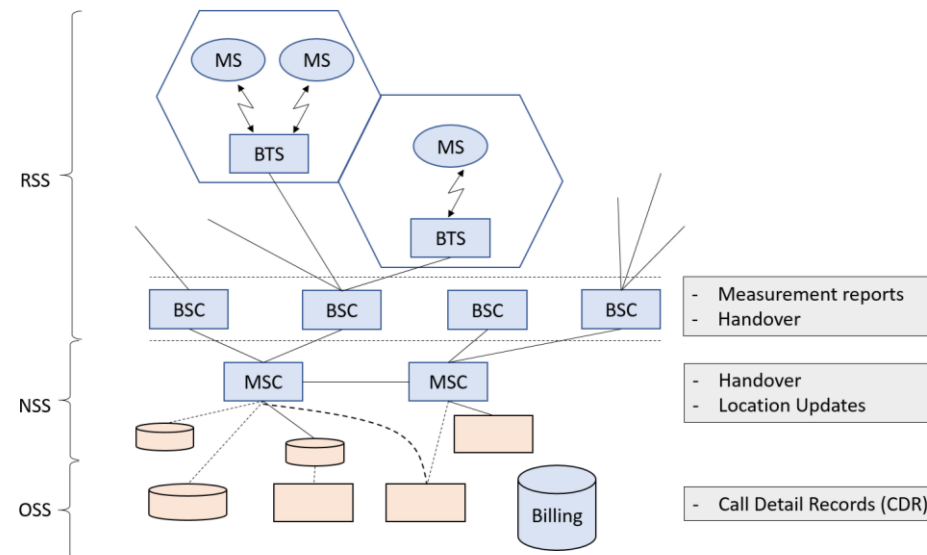 MS
MS
BTS
MS
BTS
RSS
BSC
BSC
BSC
BSC
- Measurement reports
- Handover
MSC
MSC
- Handover
- Location Updates
NSS
OSS
Billing
- Call Detail Records (CDR)